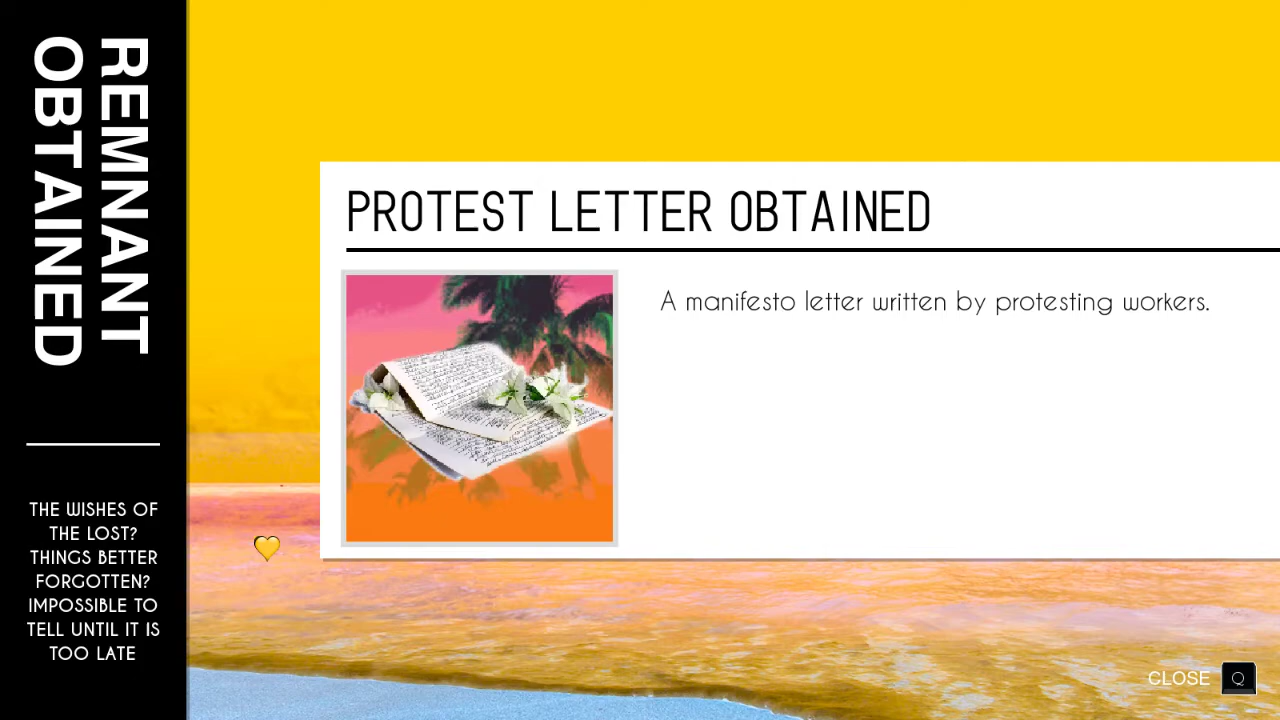 REMNANT
OBTAINED
THE WISHES OF
THE LOST?
THINGS BETTER
FORGOTTEN?
IMPOSSIBLE TO
TELL UNTIL IT IS
TOO LATE
PROTEST LETTER OBTAINED
A manifesto letter written by protesting workers.
CLOSE Q